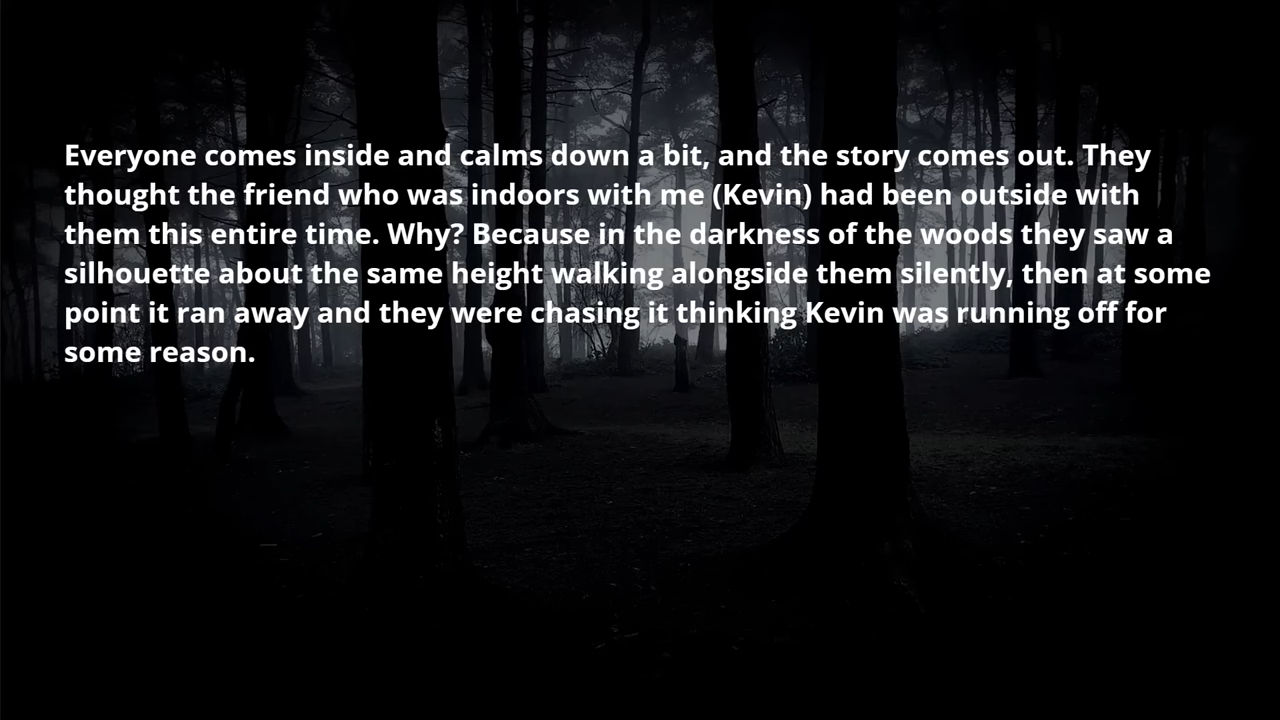 Everyone comes inside and calms down a bit, and the story comes out. They
thought the friend who was indoors with me (Kevin) had been outside with
them this entire time. Why? Because in the darkness of the woods they saw a
silhouette about the same height walking alongside them silently, then at some
point it ran away and they were chasing it thinking Kevin was running off for
some reason.